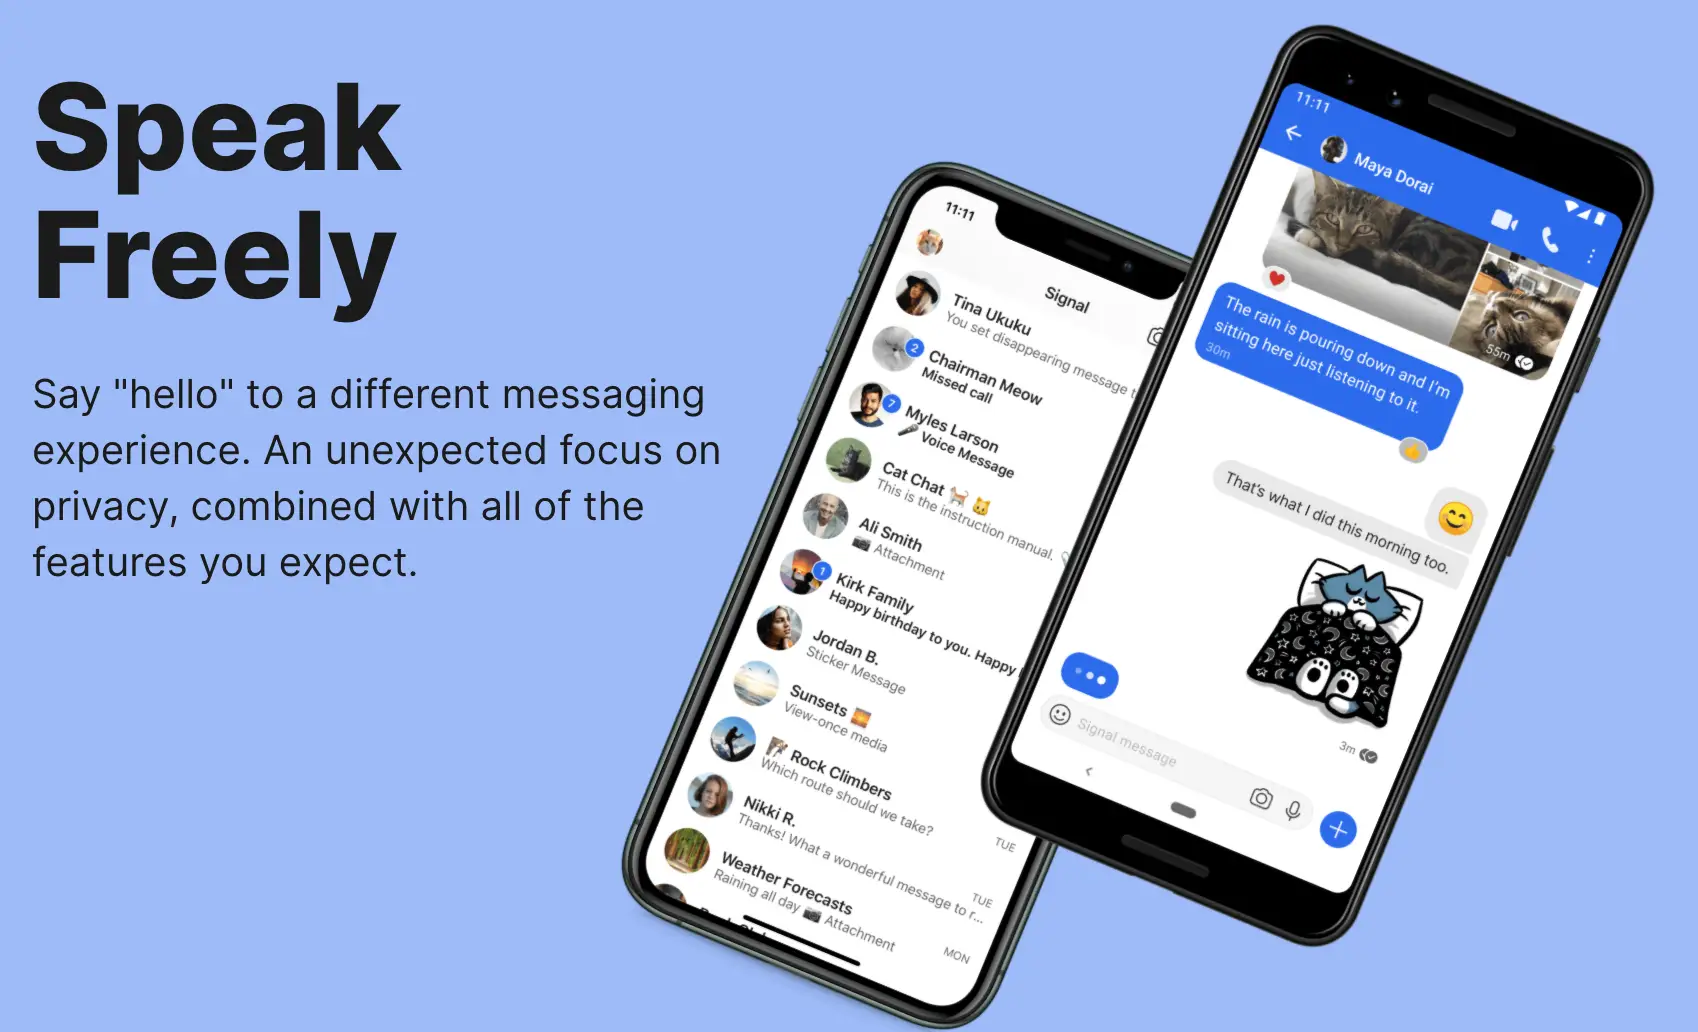 Speak
Freely
Say "hello" to a different messaging
experience. An unexpected focus on
privacy, combined with all of the
features you expect.
11:11
Signal
Tina Ukuku
You set disappearing message t
2
Chairman Meow
Missed call
7
Myles Larson
🎤 Voice Message
Cat Chat 🐈 🐱
This is the instruction manual.
Ali Smith
📷 Attachment
1
Kirk Family
Happy birthday to you. Happy
Jordan B.
Sticker Message
Sunsets 🌅
View-once media
Rock Climbers
Which route should we take?
TUE
Nikki R.
Thanks! What a wonderful message to r...
TUE
Weather Forecasts
Raining all day 📷 Attachment
MON
11:11
Maya Dorai
55m
The rain is pouring down and I'm
sitting here just listening to it.
30m
😊
That's what I did this morning too.
3m
Signal message